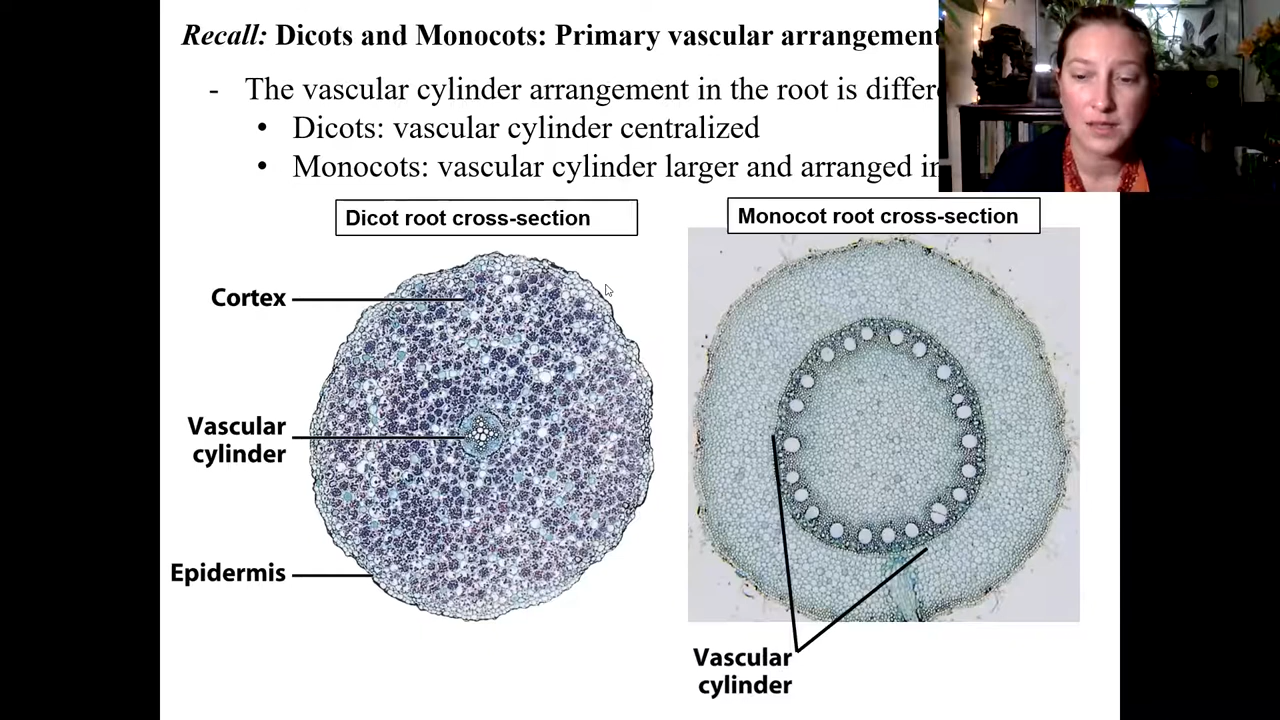 Recall: Dicots and Monocots: Primary vascular arrangement
- The vascular cylinder arrangement in the root is
• Dicots: vascular cylinder centralized
• Monocots: vascular cylinder larger and arranged
Dicot root cross-section
Monocot root cross-section
Cortex
Vascular
cylinder
Epidermis
Vascular
cylinder